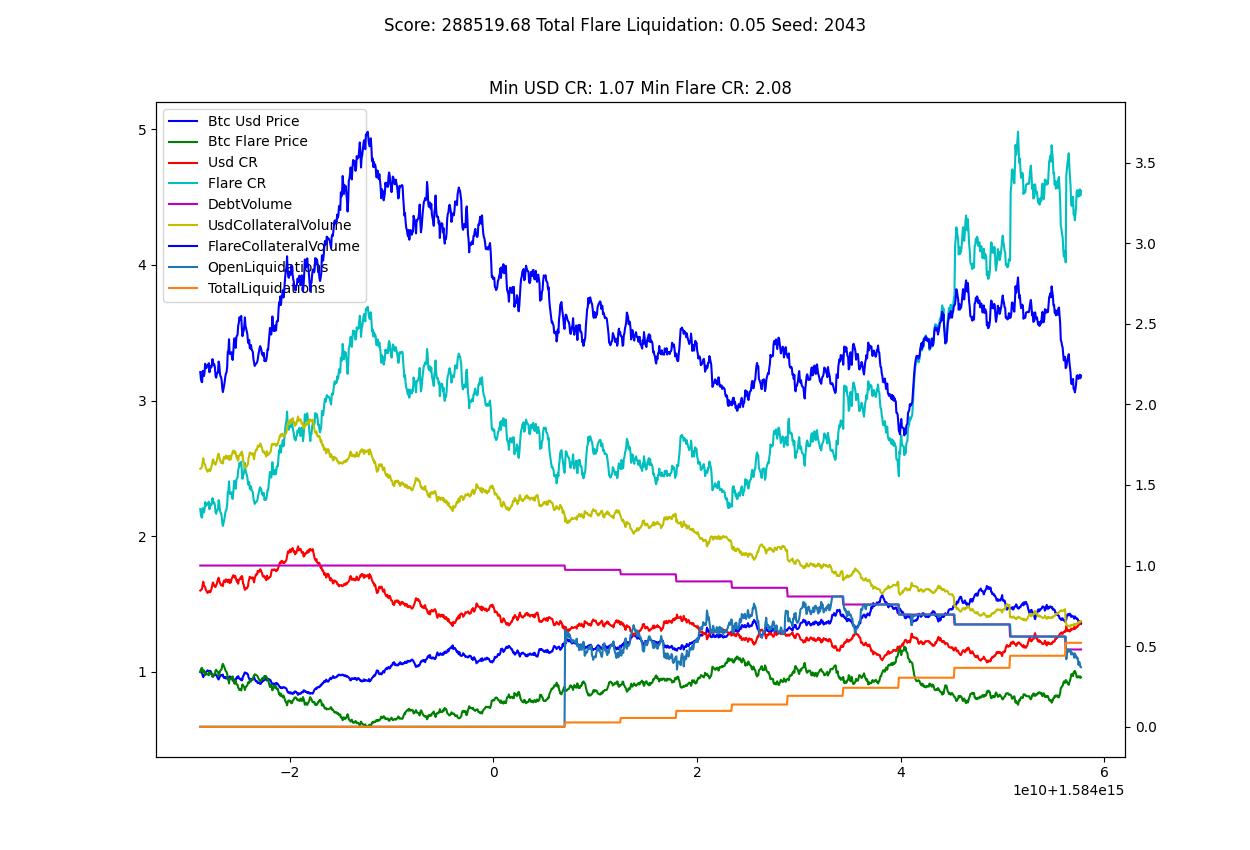 Score: 288519.68 Total Flare Liquidation: 0.05 Seed: 2043
Min USD CR: 1.07 Min Flare CR: 2.08
Btc Usd Price
Btc Flare Price
Usd CR
Flare CR
DebtVolume
UsdCollateralVolume
FlareCollateralVolume
OpenLiquidations
TotalLiquidations
5
4
3
2
1
3.5
3.0
2.5
2.0
1.5
1.0
0.5
0.0
−2 0 2 4 6
1e10+1.584e15